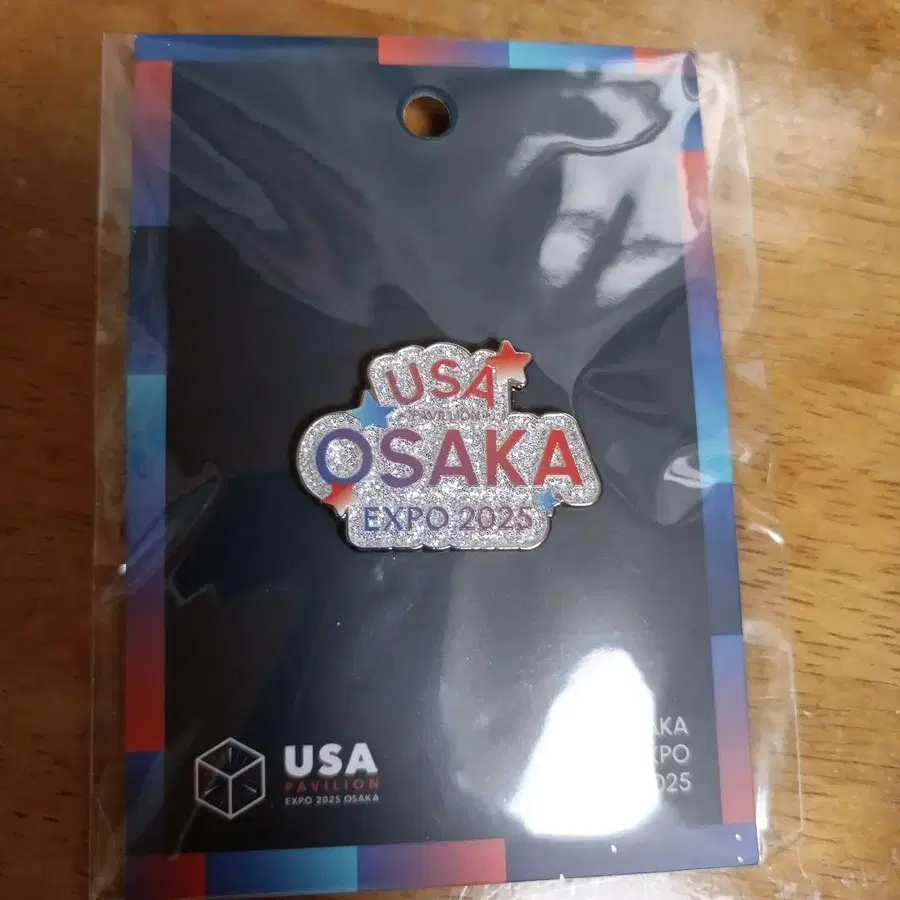 USA
PAVILION
OSAKA
EXPO 2025
USA
PAVILION
EXPO 2025 OSAKA